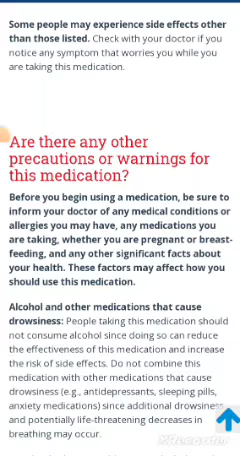 Some people may experience side effects other
than those listed. Check with your doctor if you
notice any symptom that worries you while you
are taking this medication.
Are there any other
precautions or warnings for
this medication?
Before you begin using a medication, be sure to
inform your doctor of any medical conditions or
allergies you may have, any medications you
are taking, whether you are pregnant or breast-
feeding, and any other significant facts about
your health. These factors may affect how you
should use this medication.
Alcohol and other medications that cause
drowsiness: People taking this medication should
not consume alcohol since doing so can reduce
the effectiveness of this medication and increase
the risk of side effects. Do not combine this
medication with other medications that cause
drowsiness (e.g., antidepressants, sleeping pills,
anxiety medications) since additional drowsiness
and potentially life-threatening decreases in
breathing may occur.